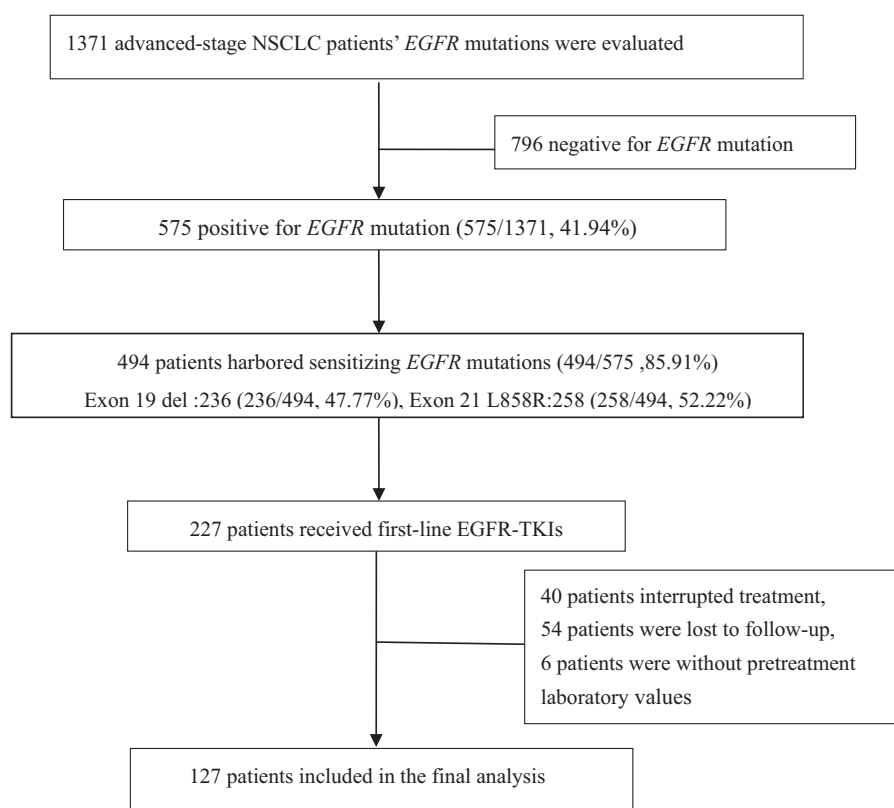 1371 advanced-stage NSCLC patients’ EGFR mutations were evaluated
796 negative for EGFR mutation
575 positive for EGFR mutation (575/1371, 41.94%)
494 patients harbored sensitizing EGFR mutations (494/575 ,85.91%)
Exon 19 del :236 (236/494, 47.77%), Exon 21 L858R:258 (258/494, 52.22%)
227 patients received first-line EGFR-TKIs
40 patients interrupted treatment,
54 patients were lost to follow-up,
6 patients were without pretreatment
laboratory values
127 patients included in the final analysis